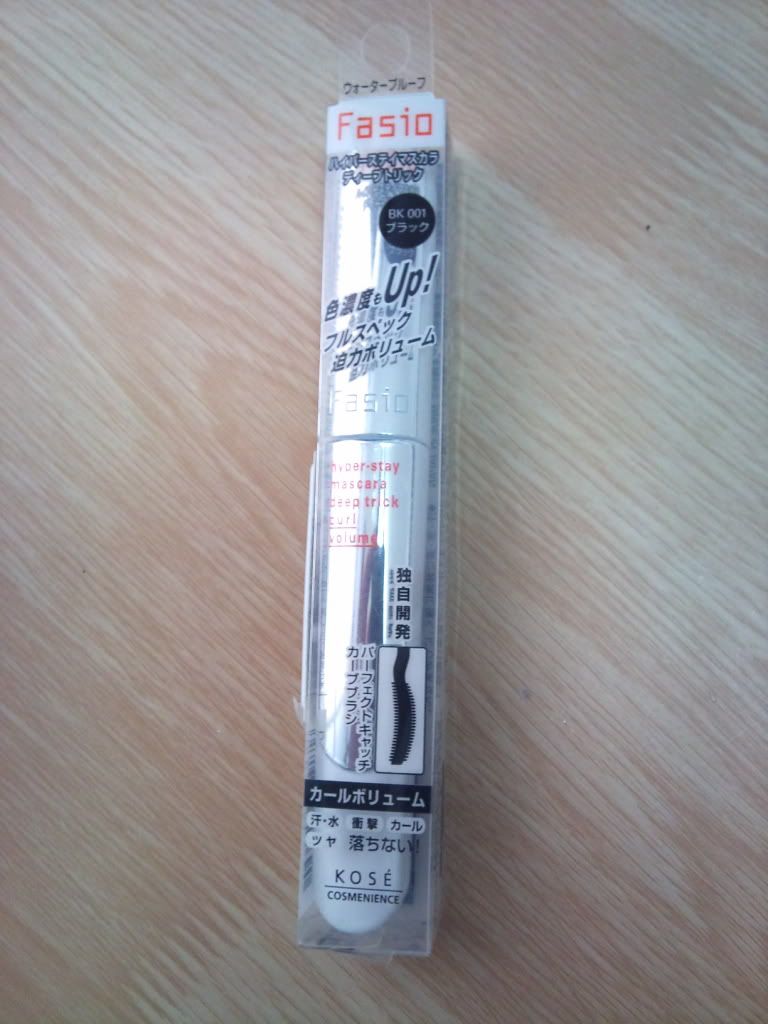 ウォータープルーフ
Fasio
ハイパーステイマスカラ
ディープトリック
BK 001
ブラック
色濃度もUp!
フルスペック
迫力ボリューム
Fasio
hyper-stay
mascara
deep trick
curl
volume
独自開発
パーフェクトキャッチ
カーブブラシ
カールボリューム
汗・水 衝撃 カール
ツヤ 落ちない!
KOSÉ
COSMENIENCE